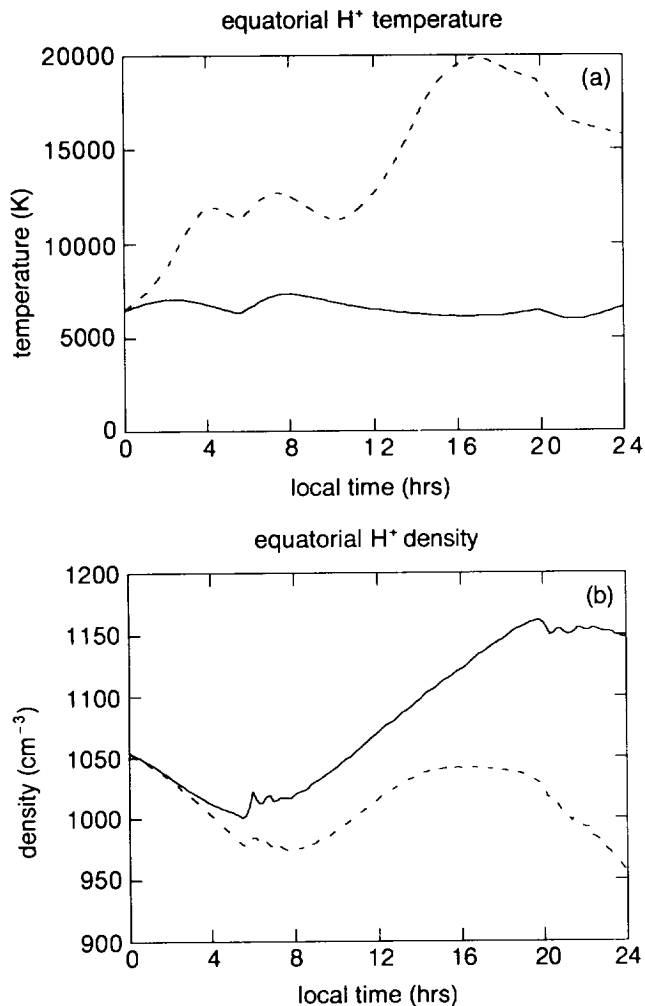 equatorial H⁺ temperature
(a)
20000
15000
10000
5000
0
temperature (K)
0 4 8 12 16 20 24
local time (hrs)
equatorial H⁺ density
(b)
1200
1150
1100
1050
1000
950
900
density (cm⁻³)
0 4 8 12 16 20 24
local time (hrs)